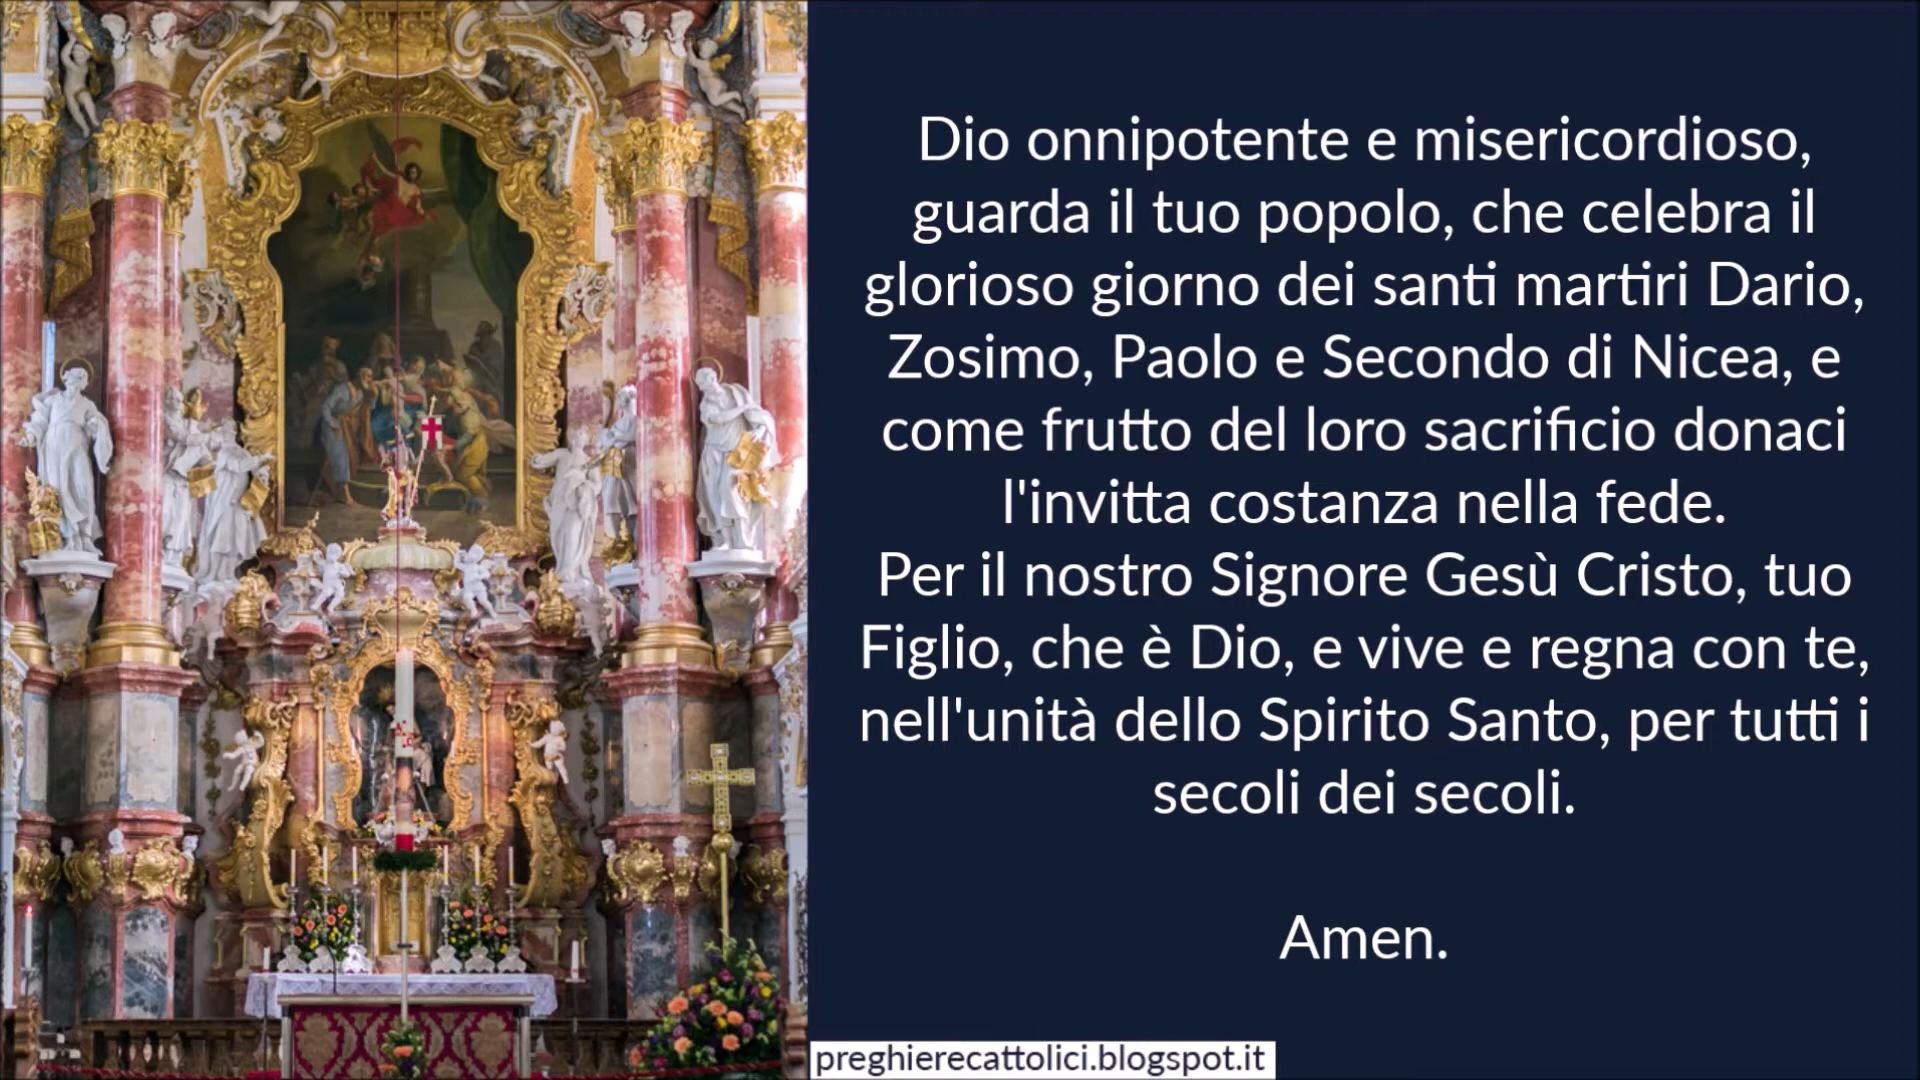 Dio onnipotente e misericordioso,
guarda il tuo popolo, che celebra il
glorioso giorno dei santi martiri Dario,
Zosimo, Paolo e Secondo di Nicea, e
come frutto del loro sacrificio donaci
l'invitta costanza nella fede.
Per il nostro Signore Gesù Cristo, tuo
Figlio, che è Dio, e vive e regna con te,
nell'unità dello Spirito Santo, per tutti i
secoli dei secoli.
Amen.
preghierecattolici.blogspot.it